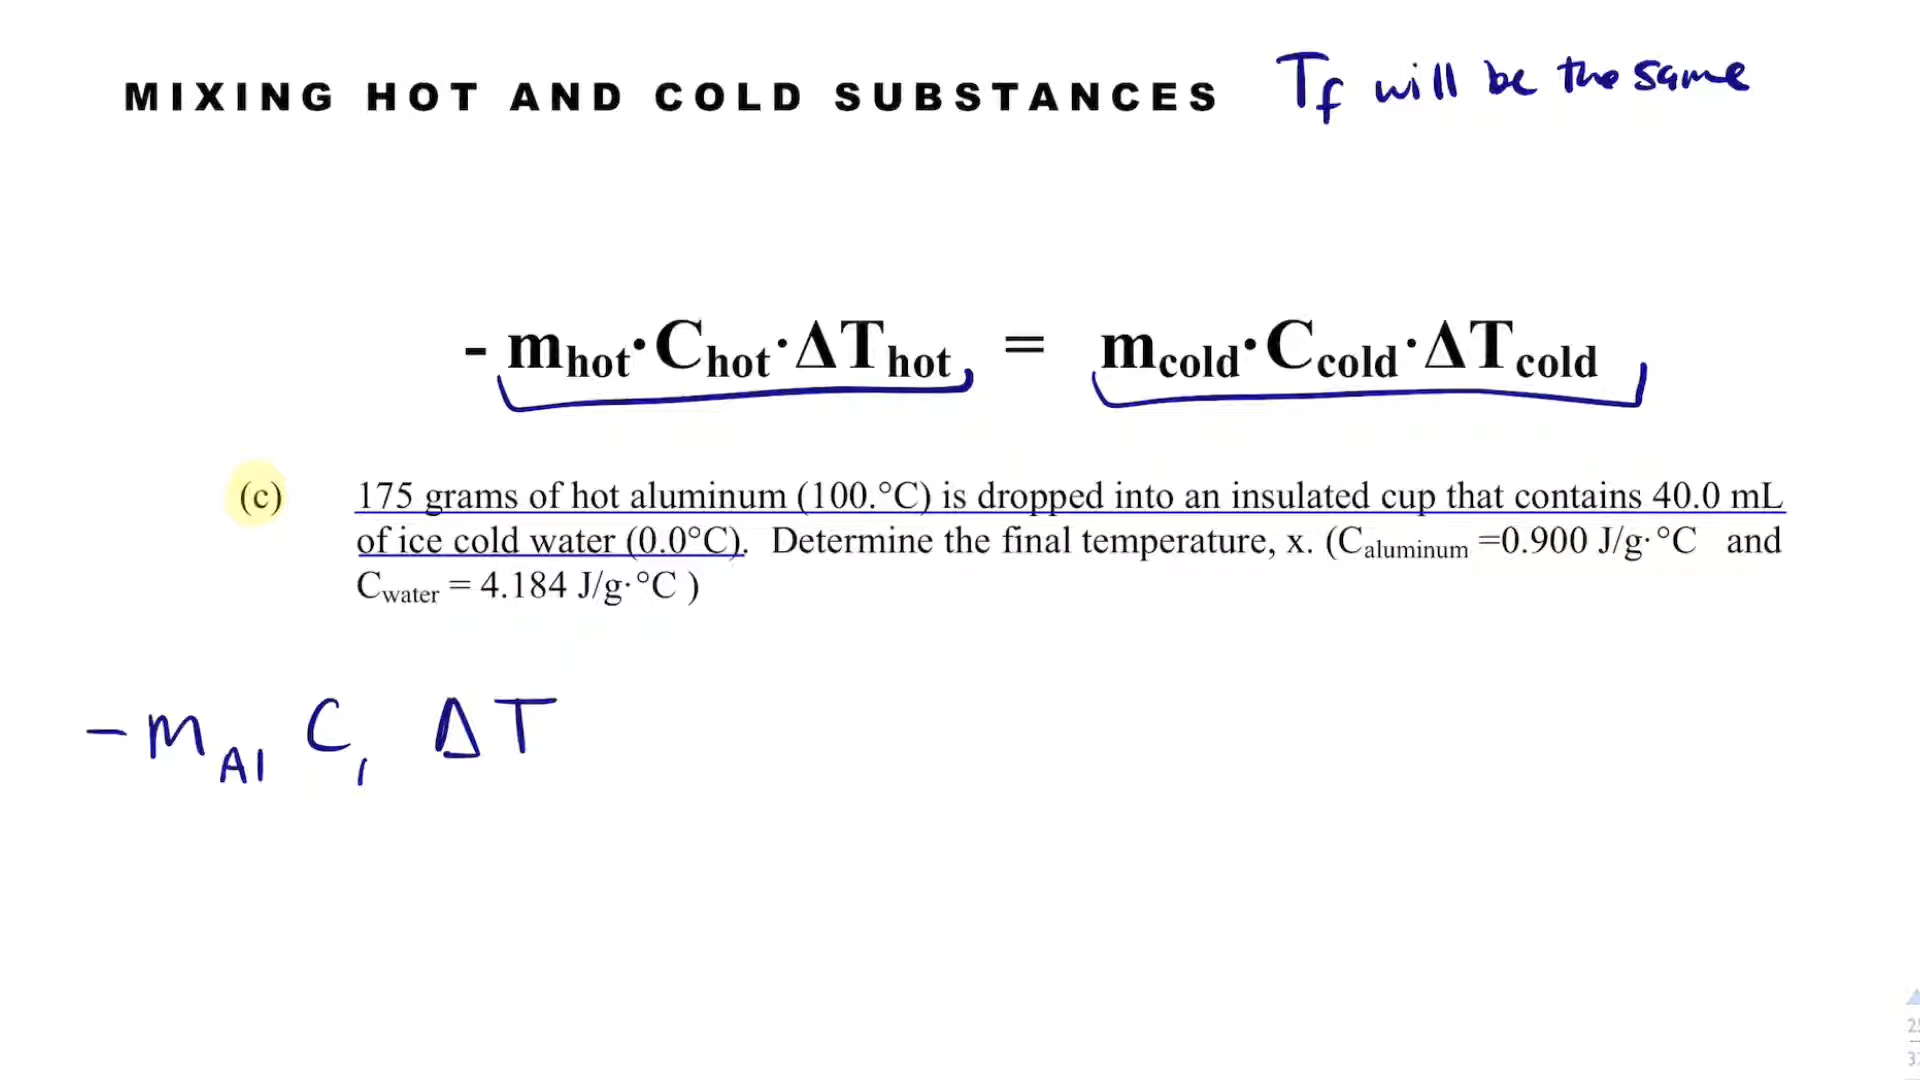 MIXING HOT AND COLD SUBSTANCES Tf will be the same
- mhot·Chot·ΔThot = mcold·Ccold·ΔTcold
(c) 175 grams of hot aluminum (100.°C) is dropped into an insulated cup that contains 40.0 mL
of ice cold water (0.0°C). Determine the final temperature, x. (Caluminum =0.900 J/g·°C and
Cwater = 4.184 J/g·°C )
- mAl C ΔT